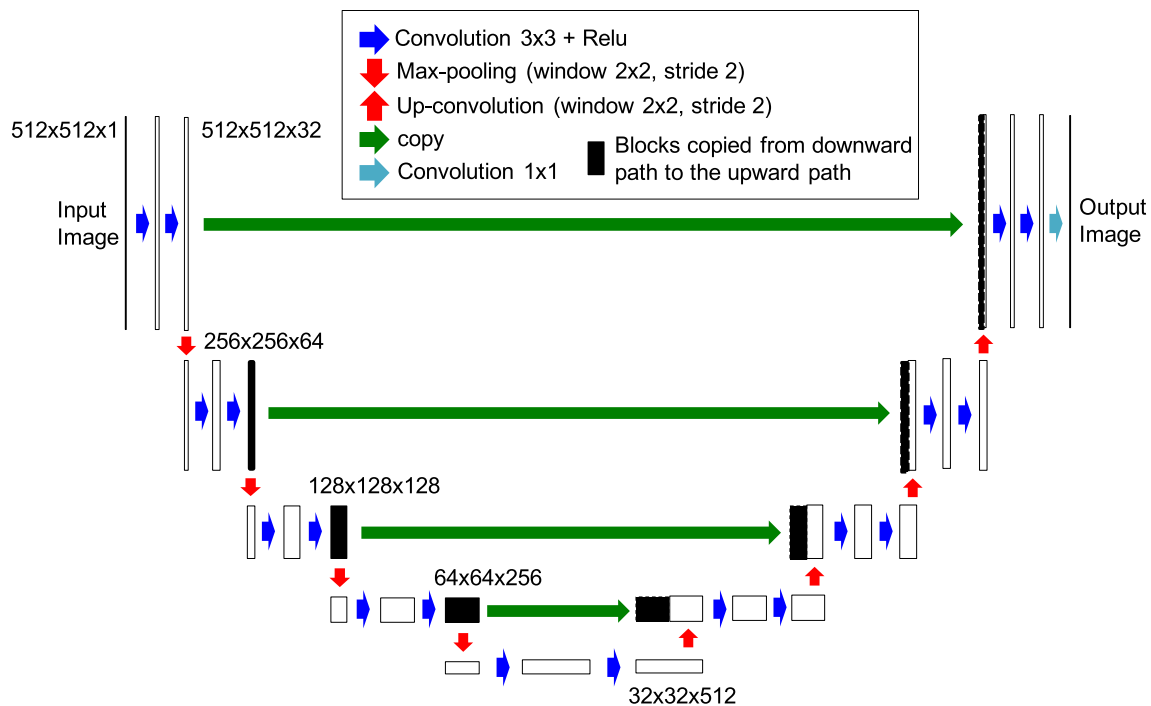 Convolution 3x3 + Relu
Max-pooling (window 2x2, stride 2)
Up-convolution (window 2x2, stride 2)
copy
Convolution 1x1
Blocks copied from downward
path to the upward path
512x512x1
512x512x32
Input
Image
Output
Image
256x256x64
128x128x128
64x64x256
32x32x512